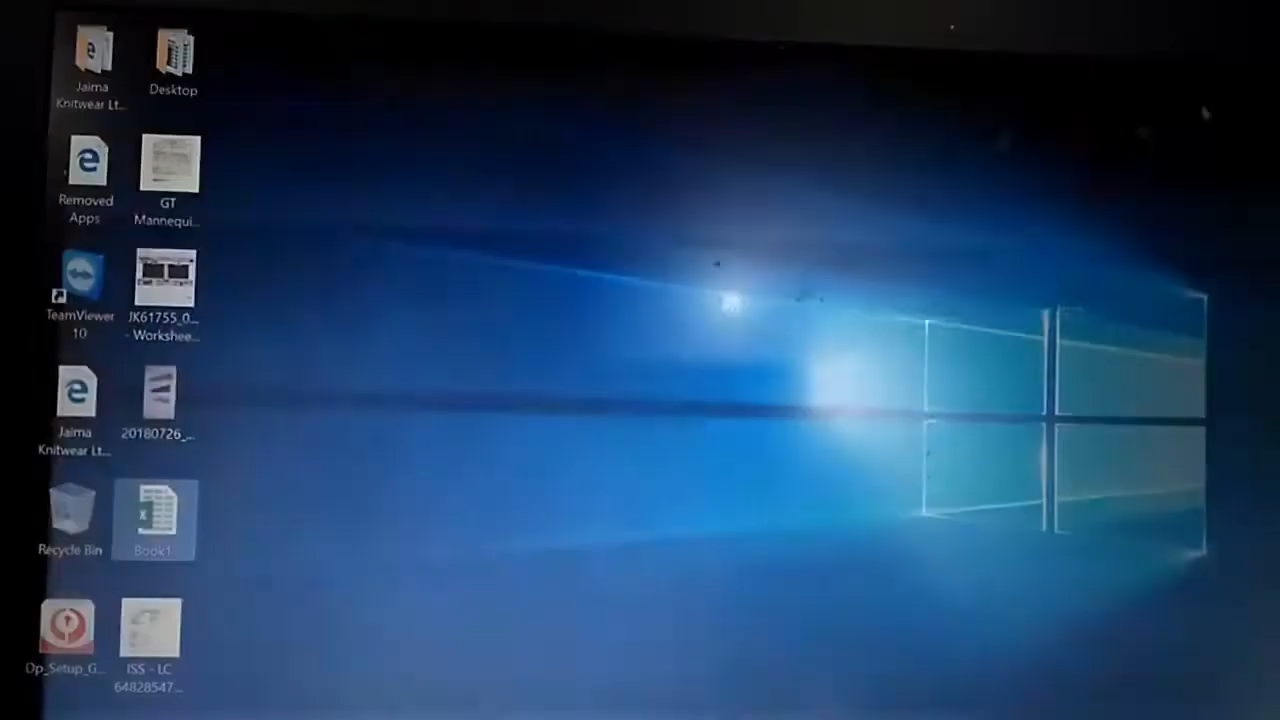 Jaima
Knitwear Lt...
Desktop
Removed
Apps
GT
Mannequi...
TeamViewer
10
JK61755_0...
- Workshee...
Jaima
Knitwear Lt...
20180726_...
Recycle Bin
Book1
Dp_Setup_G...
ISS - LC
64828547...